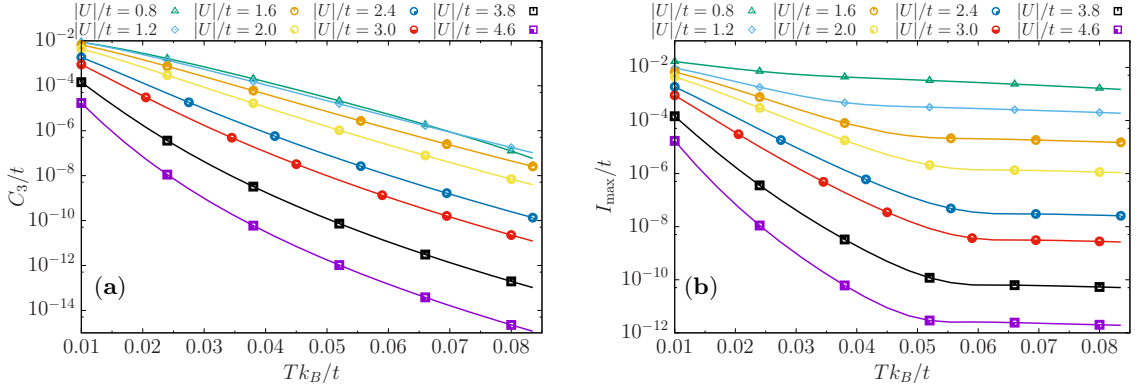 |U|/t = 0.8 |U|/t = 1.6 |U|/t = 2.4 |U|/t = 3.8
|U|/t = 1.2 |U|/t = 2.0 |U|/t = 3.0 |U|/t = 4.6
10⁻²
10⁻⁴
10⁻⁶
10⁻⁸
10⁻¹⁰
10⁻¹²
10⁻¹⁴
C₃/t
(a)
0.01 0.02 0.03 0.04 0.05 0.06 0.07 0.08
Tk_B/t
|U|/t = 0.8 |U|/t = 1.6 |U|/t = 2.4 |U|/t = 3.8
|U|/t = 1.2 |U|/t = 2.0 |U|/t = 3.0 |U|/t = 4.6
10⁻²
10⁻⁴
10⁻⁶
10⁻⁸
10⁻¹⁰
10⁻¹²
I_max/t
(b)
0.01 0.02 0.03 0.04 0.05 0.06 0.07 0.08
Tk_B/t